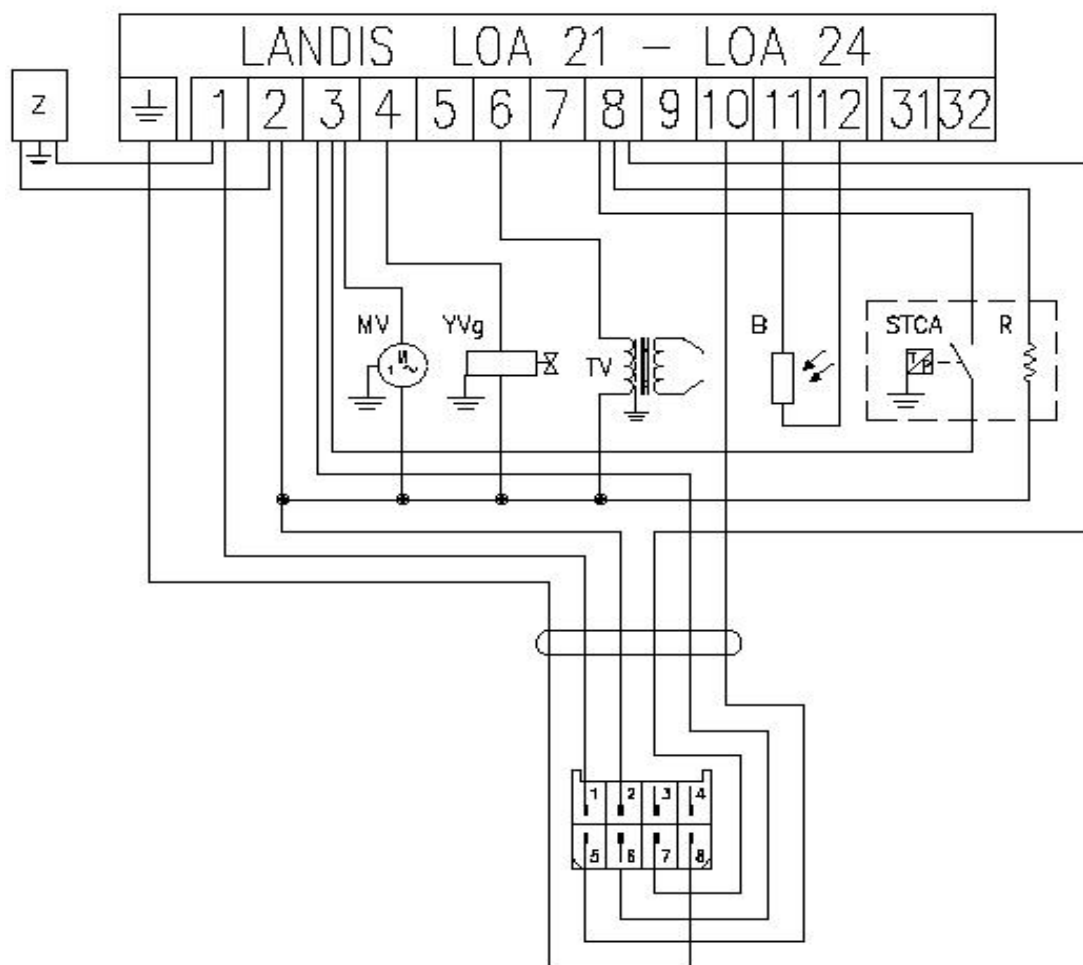 LANDIS LOA 21 - LOA 24
Z
1 2 3 4 5 6 7 8 9 10 11 12 31 32
MV YVg TV B STCA R
M
1 ~
T
P
1 2 3 4
5 6 7 8